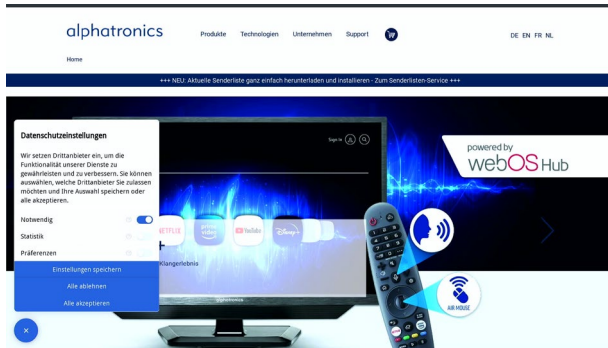 alphatronics
Produkte Technologien Unternehmen Support
DE EN FR NL
Home
+++ NEU: Aktuelle Senderliste ganz einfach herunterladen und installieren - Zum Senderlisten-Service +++
Datenschutzeinstellungen
Wir setzen Drittanbieter ein, um die
Funktionalität unserer Dienste zu
gewährleisten und zu verbessern. Sie können
auswählen, welche Drittanbieter Sie zulassen
möchten und Ihre Auswahl speichern oder
alle akzeptieren.
Notwendig
Statistik
Präferenzen
Einstellungen speichern
Alle ablehnen
Alle akzeptieren
×
Sign In
NETFLIX
prime video
YouTube
Disney+
Klangerlebnis
alphatronics
powered by
webOS Hub
AIR MOUSE